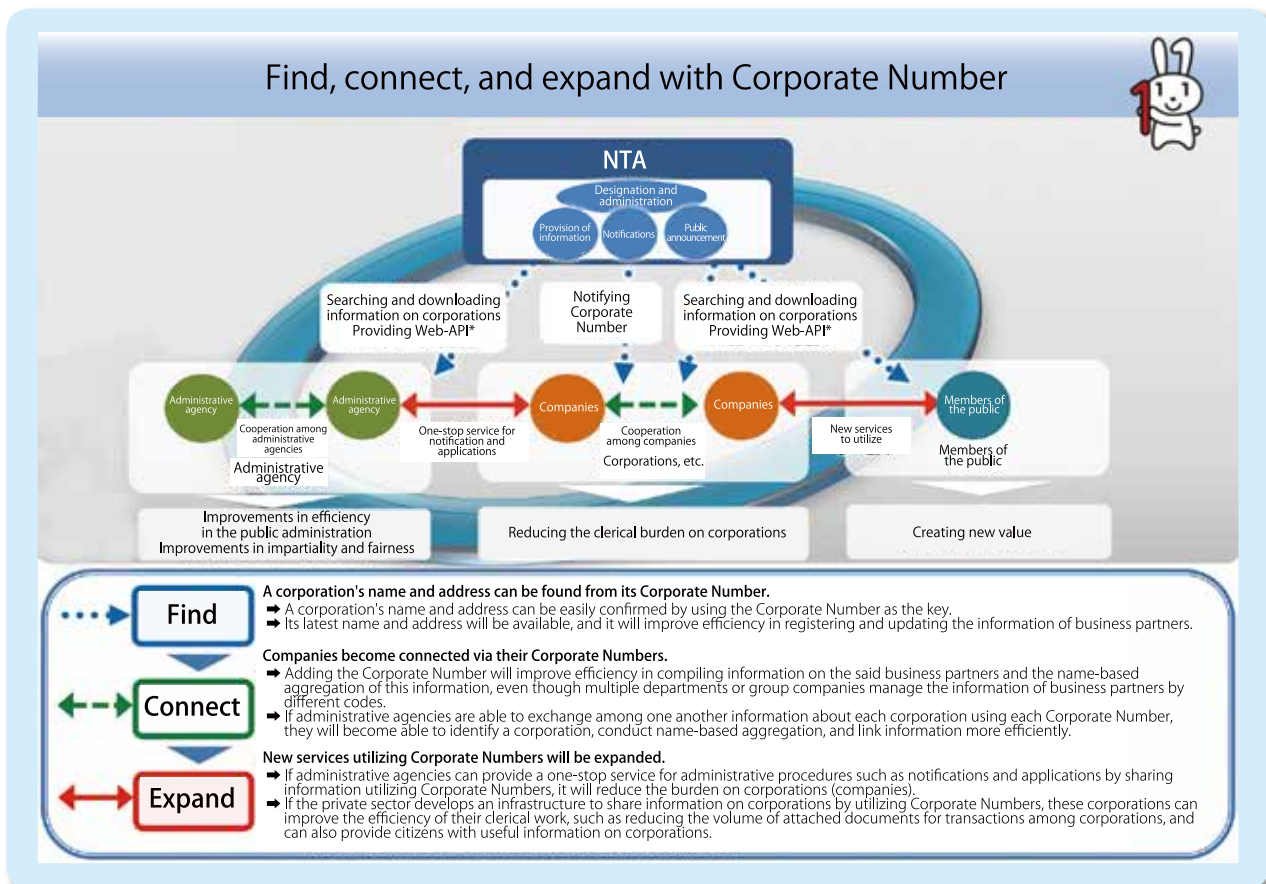 Find, connect, and expand with Corporate Number
1
NTA
Designation and
administration
Provision of
information
Notifications
Public
announcement
Searching and downloading
information on corporations
Providing Web-API*
Notifying
Corporate
Number
Searching and downloading
information on corporations
Providing Web-API*
Administrative
agency
Administrative
agency
Companies
Companies
Members of
the public
Cooperation among
administrative
agencies
Administrative
agency
One-stop service for
notification and
applications
Cooperation
among companies
Corporations, etc.
New services
to utilize
Members of
the public
Improvements in efficiency
in the public administration
Improvements in impartiality and fairness
Reducing the clerical burden on corporations
Creating new value
Find
A corporation's name and address can be found from its Corporate Number.
➡ A corporation's name and address can be easily confirmed by using the Corporate Number as the key.
➡ Its latest name and address will be available, and it will improve efficiency in registering and updating the information of business partners.
Connect
Companies become connected via their Corporate Numbers.
➡ Adding the Corporate Number will improve efficiency in compiling information on the said business partners and the name-based
aggregation of this information, even though multiple departments or group companies manage the information of business partners by
different codes.
➡ If administrative agencies are able to exchange among one another information about each corporation using each Corporate Number,
they will become able to identify a corporation, conduct name-based aggregation, and link information more efficiently.
Expand
New services utilizing Corporate Numbers will be expanded.
➡ If administrative agencies can provide a one-stop service for administrative procedures such as notifications and applications by sharing
information utilizing Corporate Numbers, it will reduce the burden on corporations (companies).
➡ If the private sector develops an infrastructure to share information on corporations by utilizing Corporate Numbers, these corporations can
improve the efficiency of their clerical work, such as reducing the volume of attached documents for transactions among corporations, and
can also provide citizens with useful information on corporations.